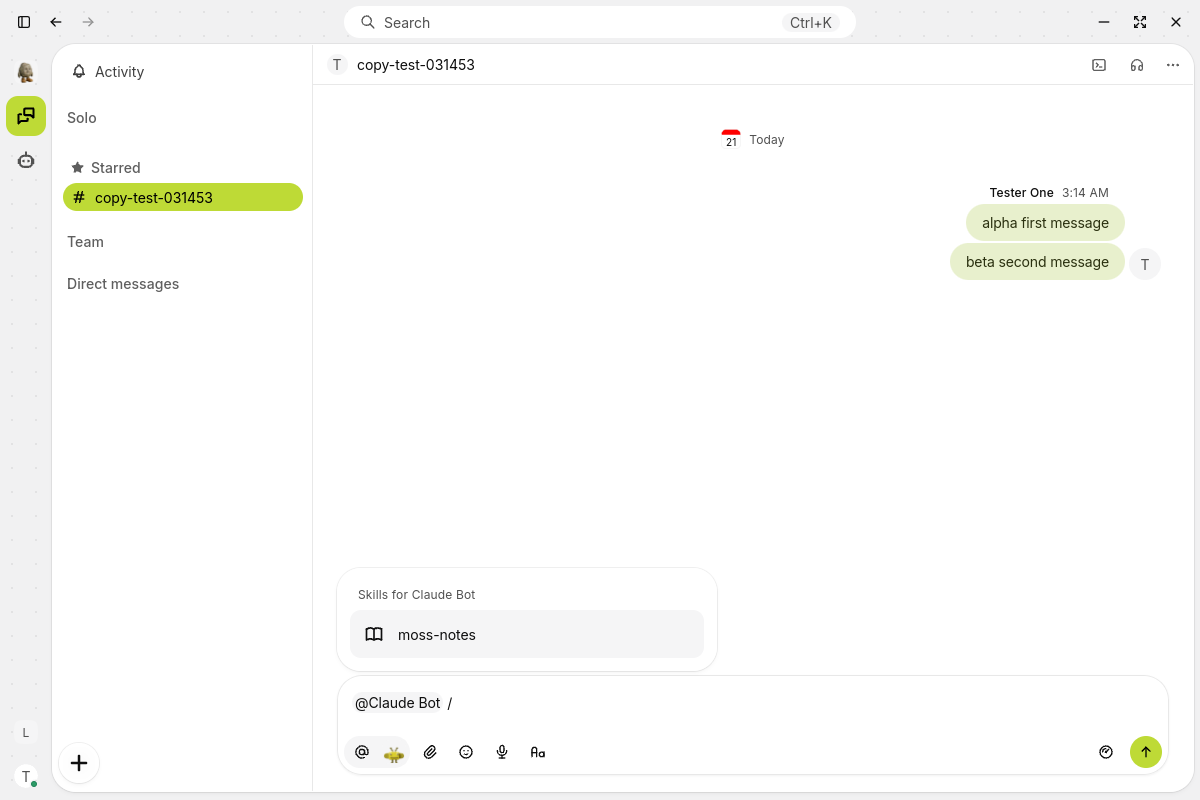 Search
Ctrl+K
Activity
Solo
Starred
# copy-test-031453
Team
Direct messages
L
T
T copy-test-031453
21 Today
Tester One 3:14 AM
alpha first message
beta second message
T
Skills for Claude Bot
moss-notes
@Claude Bot /
@
Aa